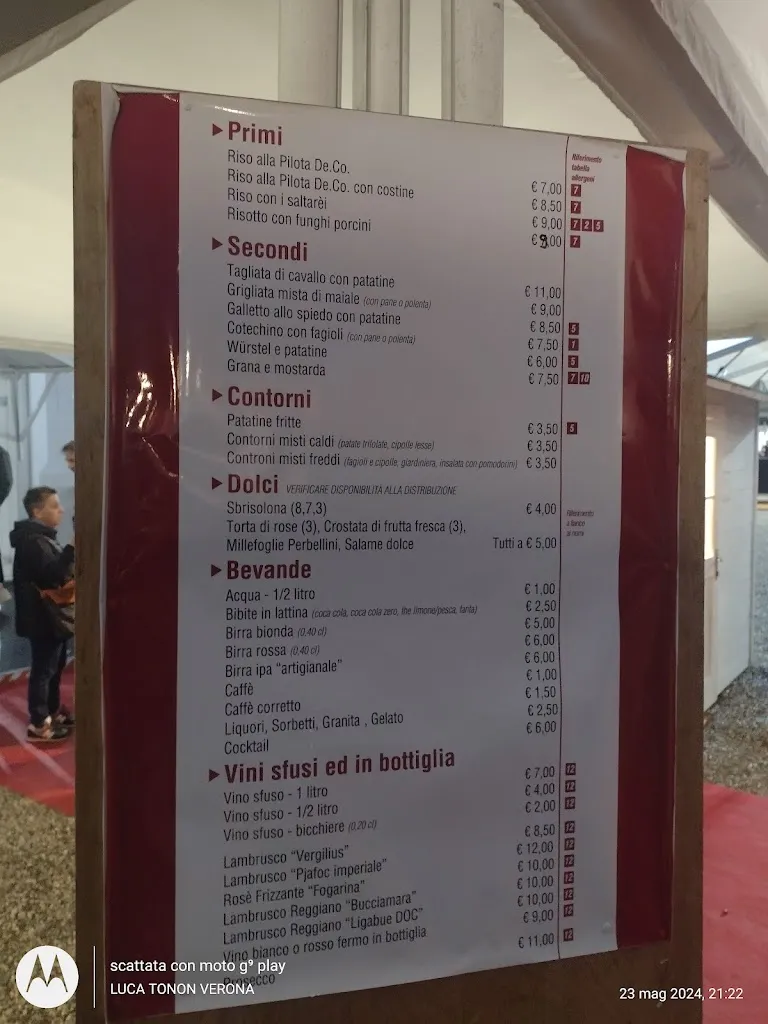 Primi
Riferimento tabella allergeni
Riso alla Pilota De.Co. € 7,00 7
Riso alla Pilota De.Co. con costine € 8,50 7
Riso con i saltarèi € 9,00 7 2 5
Risotto con funghi porcini € 9,00 7
Secondi
Tagliata di cavallo con patatine € 11,00
Grigliata mista di maiale (con pane o polenta) € 9,00
Galletto allo spiedo con patatine € 8,50 5
Cotechino con fagioli (con pane o polenta) € 7,50 1
Würstel e patatine € 6,00 5
Grana e mostarda € 7,50 7 10
Contorni
Patatine fritte € 3,50 5
Contorni misti caldi (patate trifolate, cipolle lesse) € 3,50
Controni misti freddi (fagioli e cipolle, giardiniera, insalata con pomodorini) € 3,50
Dolci VERIFICARE DISPONIBILITA ALLA DISTRIBUZIONE
Sbrisolona (8,7,3) € 4,00
Torta di rose (3), Crostata di frutta fresca (3),
Millefoglie Perbellini, Salame dolce Tutti a € 5,00
Riferimento a fianco ai nomi
Bevande
Acqua - 1/2 litro € 1,00
Bibite in lattina (coca cola, coca cola zero, the limone/pesca, fanta) € 2,50
Birra bionda (0,40 cl) € 5,00
Birra rossa (0,40 cl) € 6,00
Birra ipa “artigianale” € 6,00
Caffè € 1,00
Caffè corretto € 1,50
Liquori, Sorbetti, Granita , Gelato € 2,50
Cocktail € 6,00
Vini sfusi ed in bottiglia
Vino sfuso - 1 litro € 7,00 12
Vino sfuso - 1/2 litro € 4,00 12
Vino sfuso - bicchiere (0,20 cl) € 2,00 12
Lambrusco “Vergilius” € 8,50 12
Lambrusco “Pjafoc imperiale” € 12,00 12
Rosè Frizzante “Fogarina” € 10,00 12
Lambrusco Reggiano “Bucciamara” € 10,00 12
Lambrusco Reggiano “Ligabue DOC” € 10,00 12
Vino bianco o rosso fermo in bottiglia € 9,00 12
Prosecco € 11,00 12
scattata con moto g⁹ play
LUCA TONON VERONA
23 mag 2024, 21:22